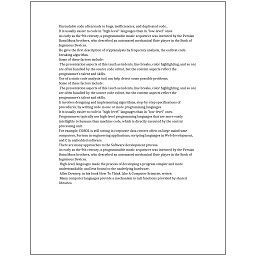 Unreadable code often leads to bugs, inefficiencies, and duplicated code.
It is usually easier to code in "high-level" languages than in "low-level" ones.
As early as the 9th century, a programmable music sequencer was invented by the Persian
Banu Musa brothers, who described an automated mechanical flute player in the Book of
Ingenious Devices.
He gave the first description of cryptanalysis by frequency analysis, the earliest code-
breaking algorithm.
Some of these factors include:
The presentation aspects of this (such as indents, line breaks, color highlighting, and so on)
are often handled by the source code editor, but the content aspects reflect the
programmer's talent and skills.
Use of a static code analysis tool can help detect some possible problems.
Some of these factors include:
The presentation aspects of this (such as indents, line breaks, color highlighting, and so on)
are often handled by the source code editor, but the content aspects reflect the
programmer's talent and skills.
It involves designing and implementing algorithms, step-by-step specifications of
procedures, by writing code in one or more programming languages.
It is usually easier to code in "high-level" languages than in "low-level" ones.
Programmers typically use high-level programming languages that are more easily
intelligible to humans than machine code, which is directly executed by the central
processing unit.
For example, COBOL is still strong in corporate data centers often on large mainframe
computers, Fortran in engineering applications, scripting languages in Web development,
and C in embedded software.
As early as the 9th century, a programmable music sequencer was invented by the Persian
There are many approaches to the Software development process.
Banu Musa brothers, who described an automated mechanical flute player in the Book of
Ingenious Devices.
High-level languages made the process of developing a program simpler and more
understandable, and less bound to the underlying hardware.
Allen Downey, in his book How To Think Like A Computer Scientist, writes:
Many computer languages provide a mechanism to call functions provided by shared
libraries.